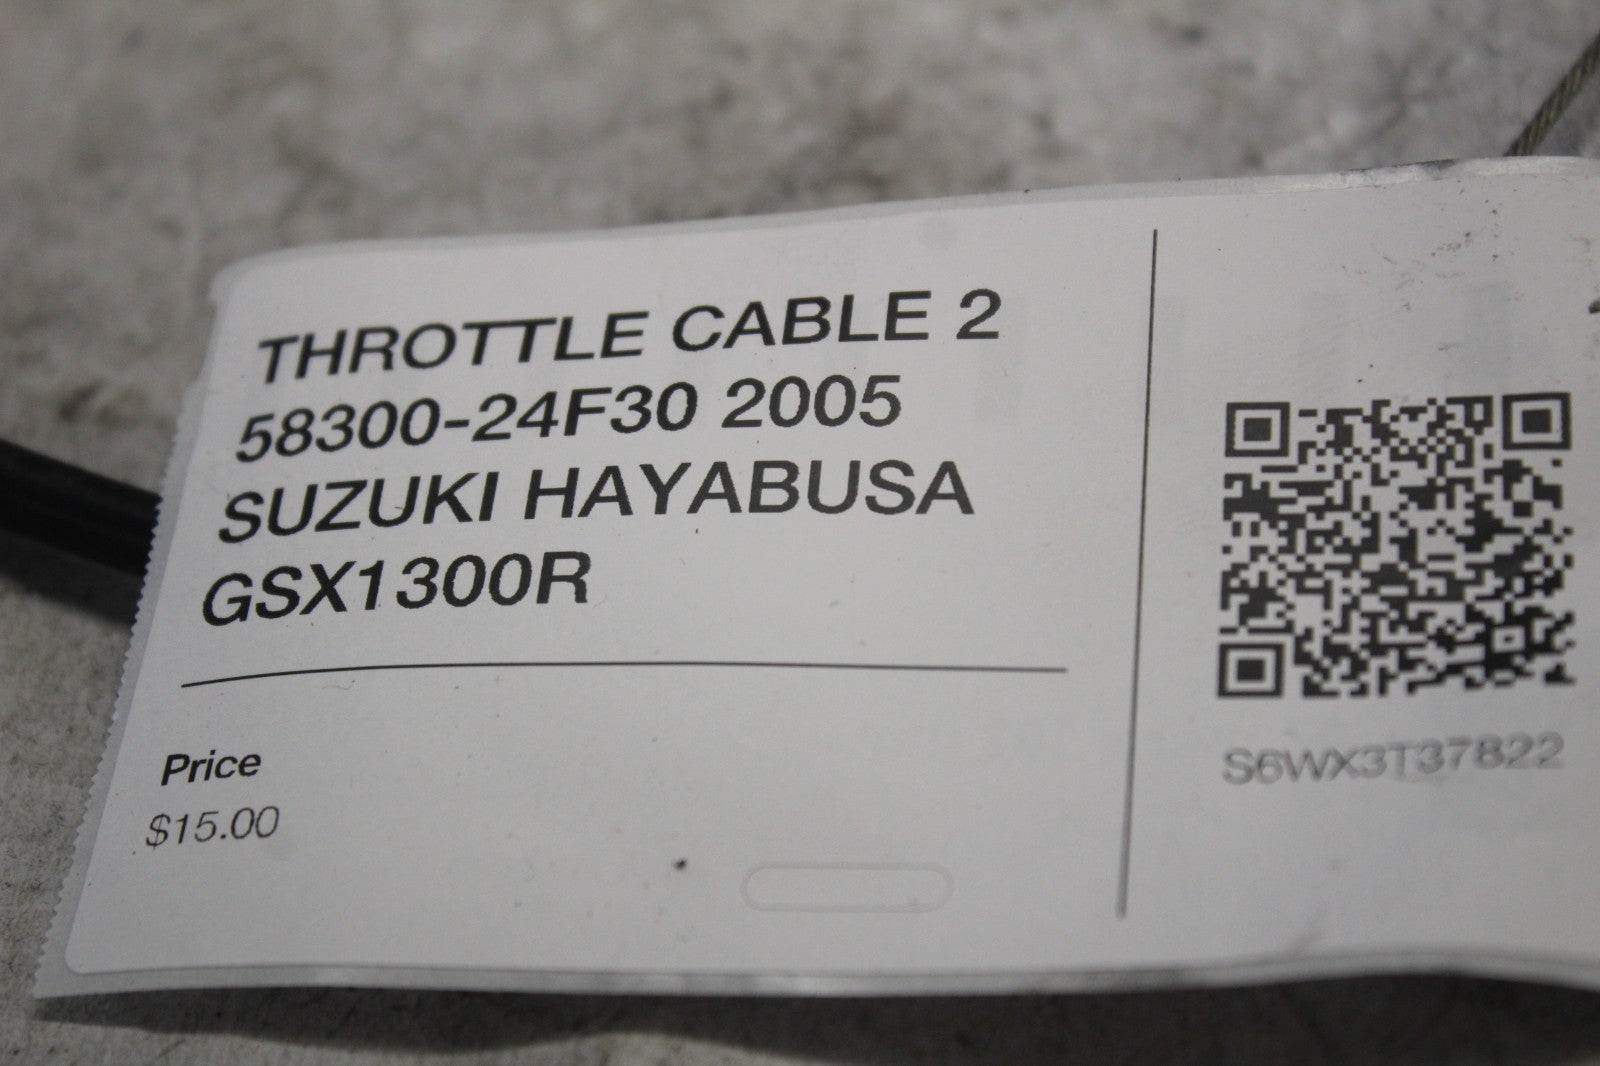 THROTTLE CABLE 2
58300-24F30 2005
SUZUKI HAYABUSA
GSX1300R
Price
$15.00
S6WX3T37822